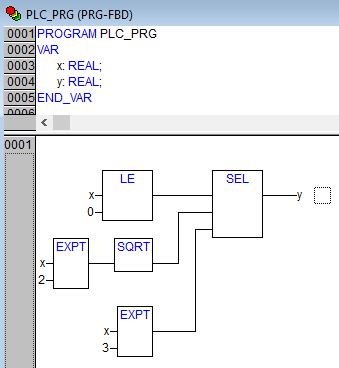 PLC_PRG (PRG-FBD)
0001 PROGRAM PLC_PRG
0002 VAR
0003 x: REAL;
0004 y: REAL;
0005 END_VAR
0006
0001
LE SEL
x y
0
EXPT SQRT
x
2
EXPT
x
3